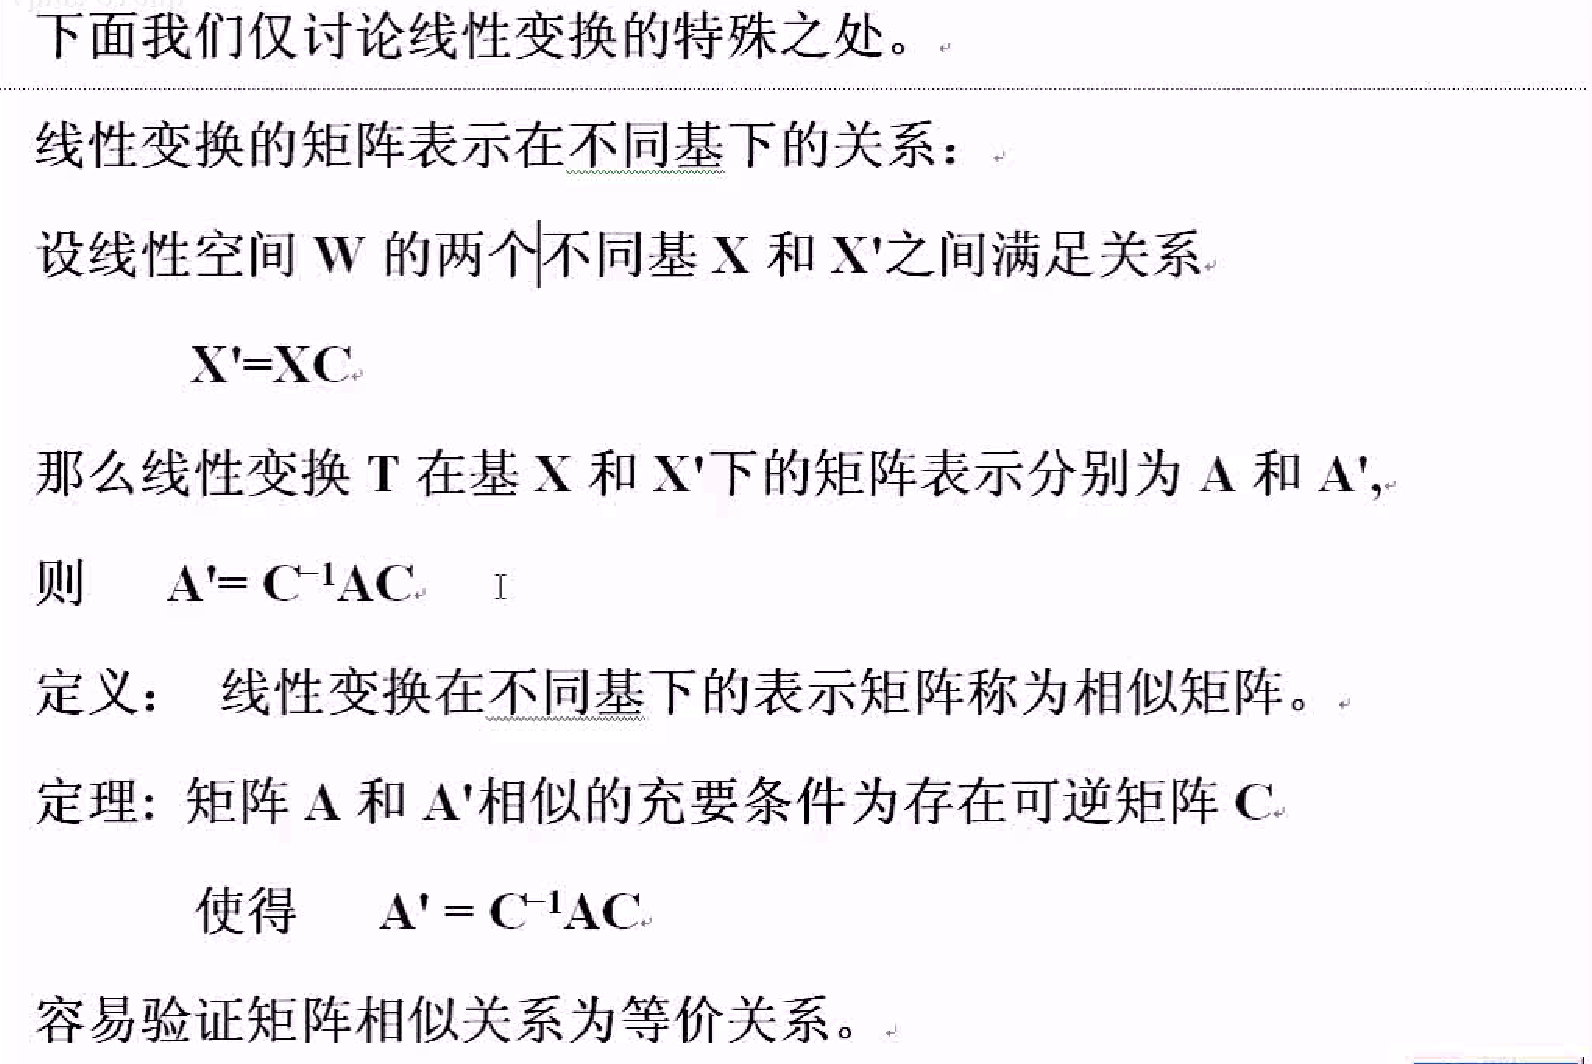 下面我们仅讨论线性变换的特殊之处。
线性变换的矩阵表示在不同基下的关系：
设线性空间 W 的两个不同基 X 和 X'之间满足关系
X'=XC
那么线性变换 T 在基 X 和 X'下的矩阵表示分别为 A 和 A',
则 A'= C⁻¹AC
定义： 线性变换在不同基下的表示矩阵称为相似矩阵。
定理: 矩阵 A 和 A'相似的充要条件为存在可逆矩阵 C
使得 A' = C⁻¹AC
容易验证矩阵相似关系为等价关系。